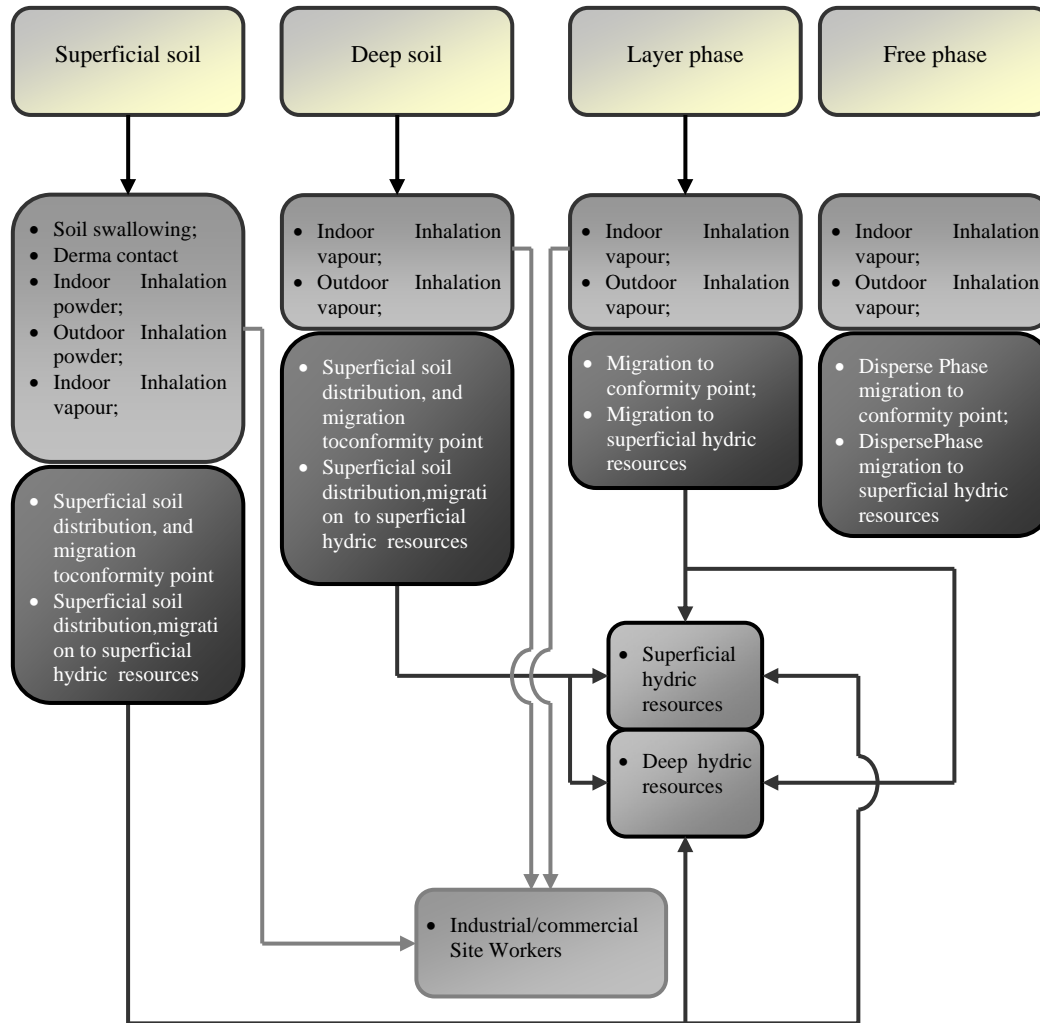 Superficial soil
Deep soil
Layer phase
Free phase
• Soil swallowing;
• Derma contact
• Indoor Inhalation
powder;
• Outdoor Inhalation
powder;
• Indoor Inhalation
vapour;
• Indoor Inhalation
vapour;
• Outdoor Inhalation
vapour;
• Indoor Inhalation
vapour;
• Outdoor Inhalation
vapour;
• Indoor Inhalation
vapour;
• Outdoor Inhalation
vapour;
• Superficial soil
distribution, and
migration
toconformity point
• Superficial soil
distribution,migrati
on to superficial
hydric resources
• Superficial soil
distribution, and
migration
toconformity point
• Superficial soil
distribution,migrati
on to superficial
hydric resources
• Migration to
conformity point;
• Migration to
superficial hydric
resources
• Disperse Phase
migration to
conformity point;
• DispersePhase
migration to
superficial hydric
resources
• Superficial
hydric
resources
• Deep hydric
resources
• Industrial/commercial
Site Workers